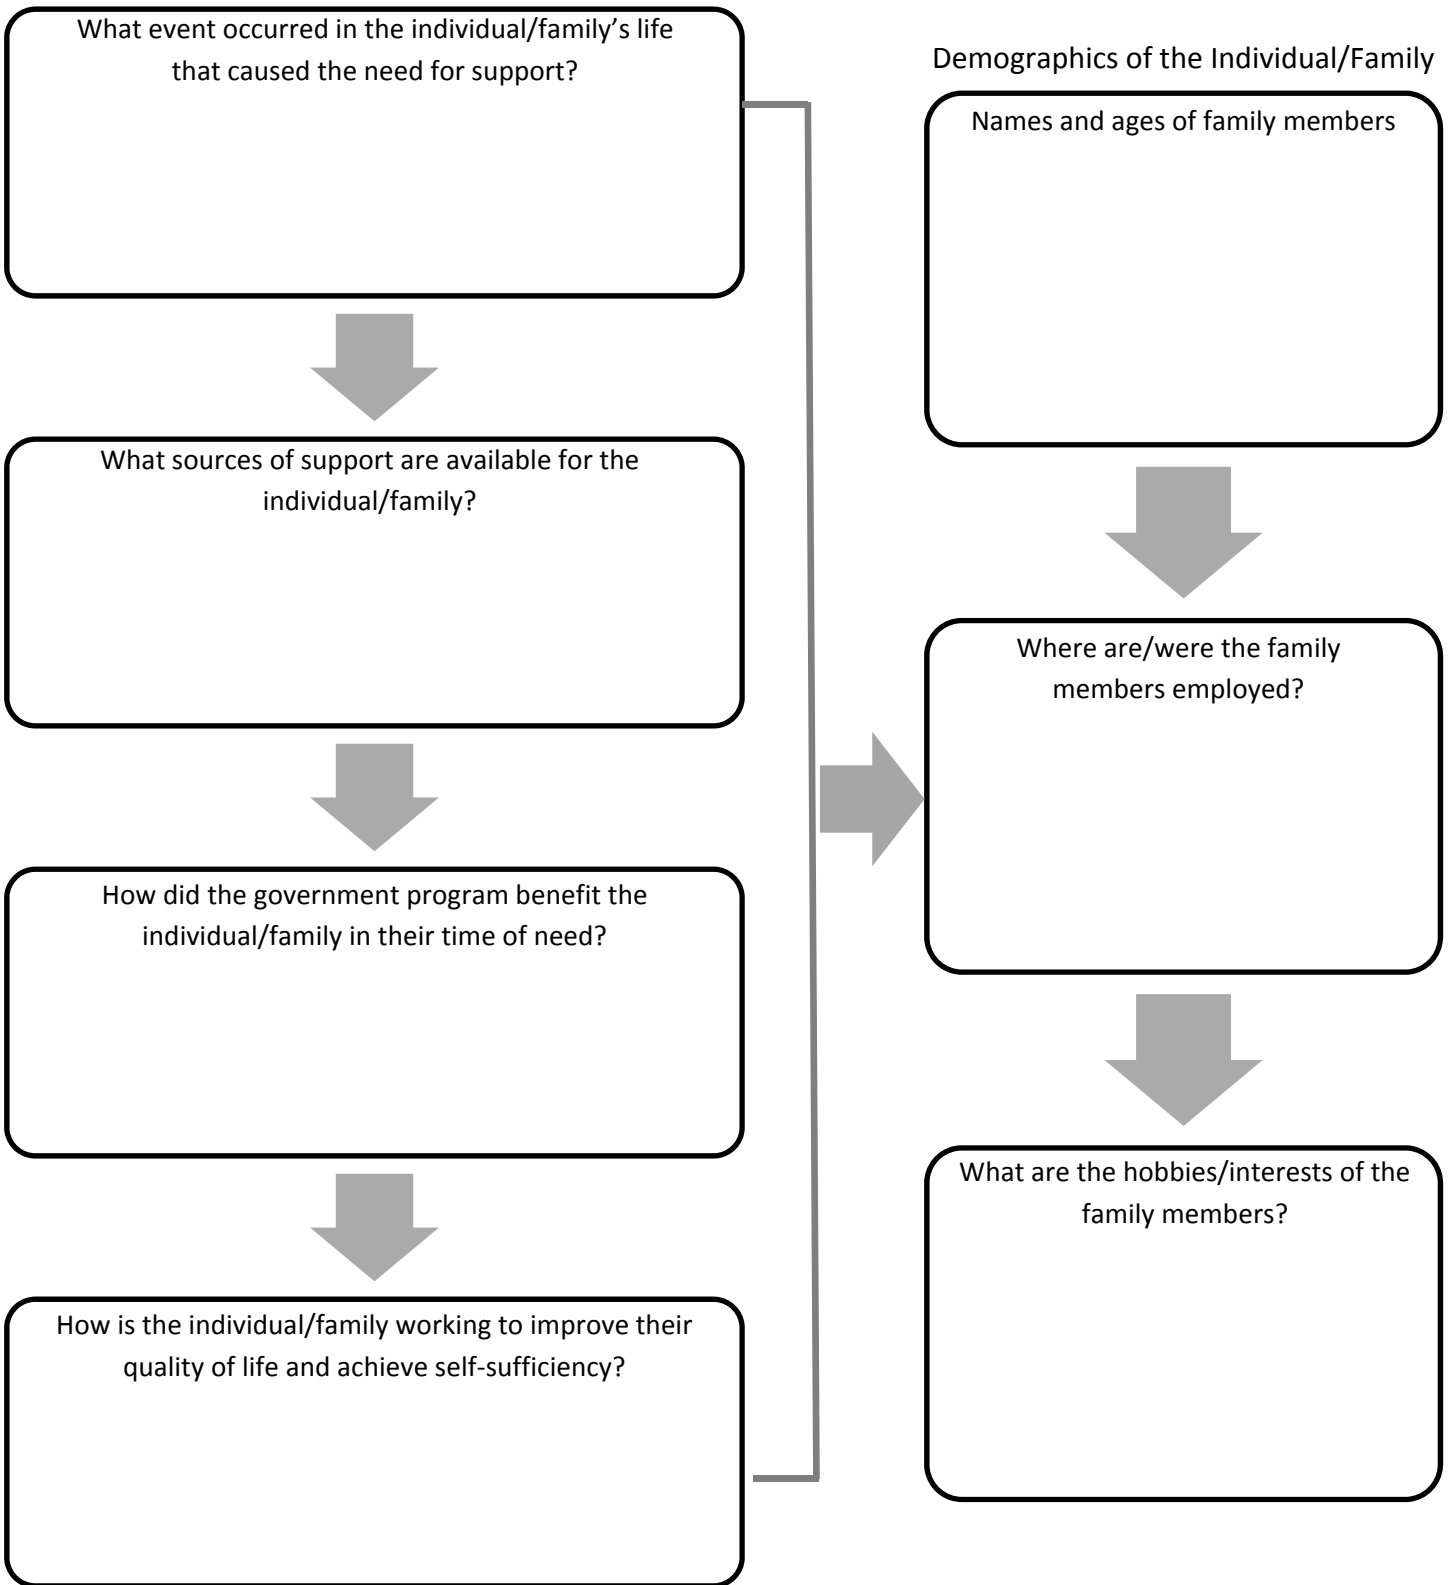 What event occurred in the individual/family’s life
that caused the need for support?
What sources of support are available for the
individual/family?
How did the government program benefit the
individual/family in their time of need?
How is the individual/family working to improve their
quality of life and achieve self-sufficiency?
Demographics of the Individual/Family
Names and ages of family members
Where are/were the family
members employed?
What are the hobbies/interests of the
family members?